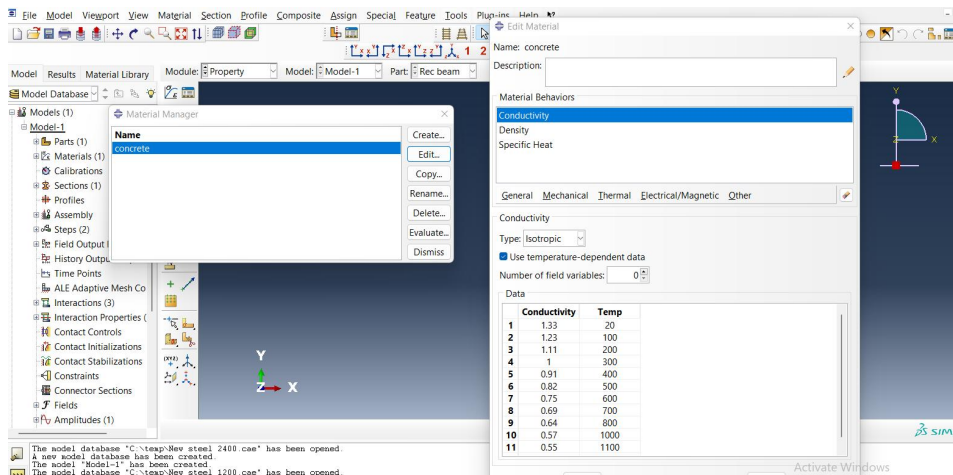 File Model Viewport View Material Section Profile Composite Assign Special Feature Tools Plug-ins Help
1 2
Model Results Material Library
Module: Property Model: Model-1 Part: Rec beam
Model Database
Models (1)
Model-1
Parts (1)
Materials (1)
Calibrations
Sections (1)
Profiles
Assembly
Steps (2)
Field Output
History Outpu
Time Points
ALE Adaptive Mesh Co
Interactions (3)
Interaction Properties (
Contact Controls
Contact Initializations
Contact Stabilizations
Constraints
Connector Sections
Fields
Amplitudes (1)
Material Manager
Name
concrete
Create...
Edit...
Copy...
Rename...
Delete...
Evaluate...
Dismiss
Y
Z X
Edit Material
Name: concrete
Description:
Material Behaviors
Conductivity
Density
Specific Heat
General Mechanical Thermal Electrical/Magnetic Other
Conductivity
Type: Isotropic
Use temperature-dependent data
Number of field variables: 0
Data
Conductivity Temp
1 1.33 20
2 1.23 100
3 1.11 200
4 1 300
5 0.91 400
6 0.82 500
7 0.75 600
8 0.69 700
9 0.64 800
10 0.57 1000
11 0.55 1100
Y
Z X
SIM
Activate Windows
The model database "C:\temp\New steel 2400.cae" has been opened.
A new model database has been created.
The model "Model-1" has been created.
The model database "C:\temp\New steel 1200.cae" has been opened.